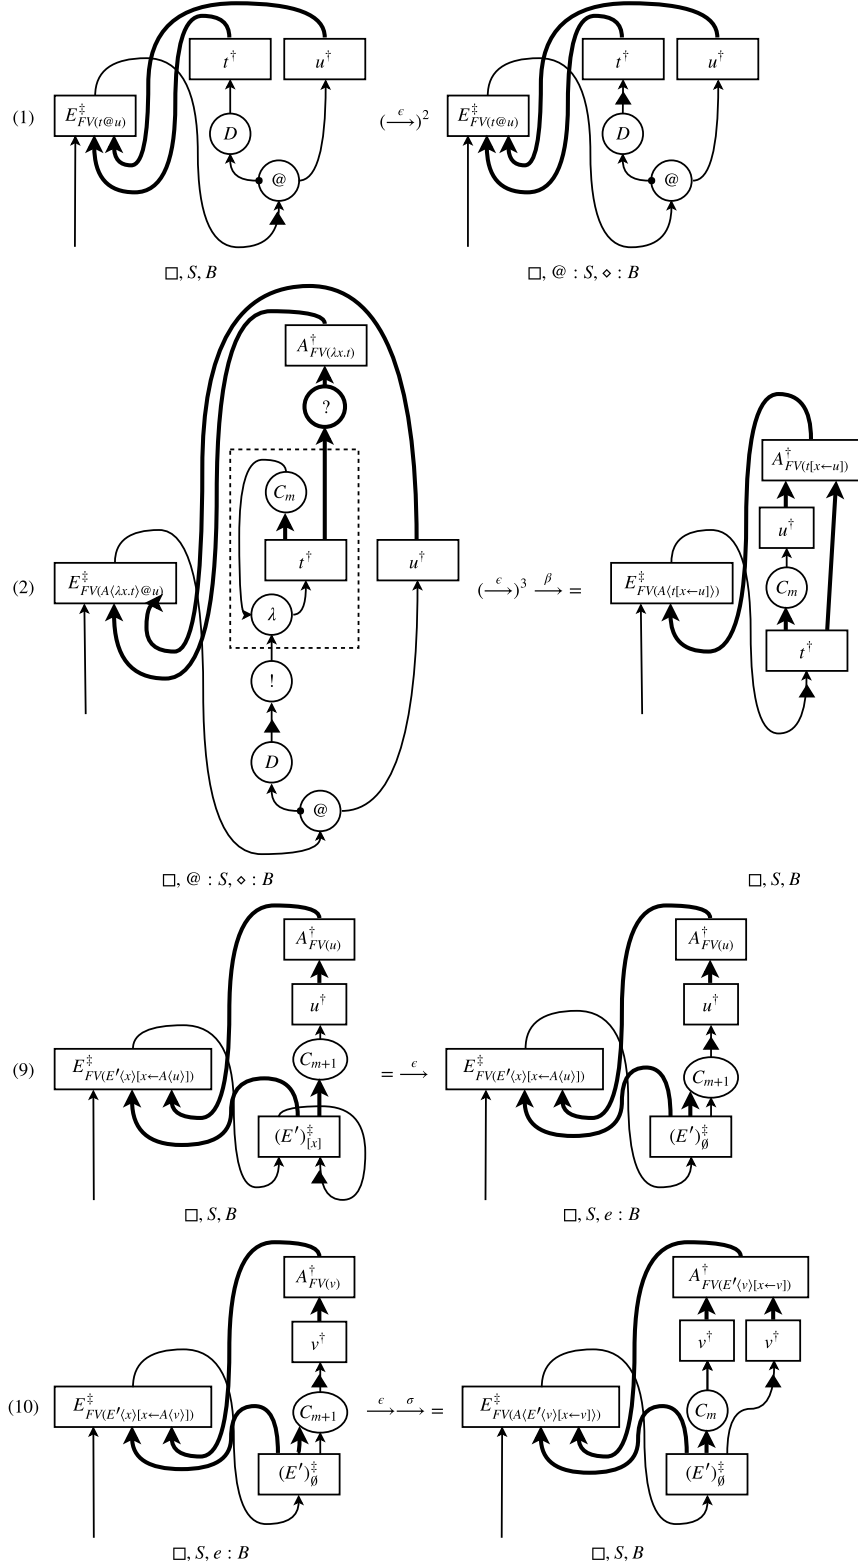 t†
u†
t†
u†
(1)
E‡FV(t@u)
D
@
(—ϵ→)²
E‡FV(t@u)
D
@
□, S, B
□, @ : S, ⋄ : B
A†FV(λx.t)
?
Cm
t†
u†
A†FV(t[x←u])
u†
(2)
E‡FV(A⟨λx.t⟩@u)
λ
!
D
@
(—ϵ→)³ —β→ =
E‡FV(A⟨t[x←u]⟩)
Cm
t†
□, @ : S, ⋄ : B
□, S, B
A†FV(u)
u†
A†FV(u)
u†
(9)
E‡FV(E′⟨x⟩[x←A⟨u⟩])
Cm+1
(E′)‡[x]
= —ϵ→
E‡FV(E′⟨x⟩[x←A⟨u⟩])
Cm+1
(E′)‡∅
□, S, B
□, S, e : B
A†FV(v)
v†
A†FV(E′⟨v⟩[x←v])
v†
v†
(10)
E‡FV(E′⟨x⟩[x←A⟨v⟩])
Cm+1
(E′)‡∅
—ϵ→—σ→ =
E‡FV(A⟨E′⟨v⟩[x←v]⟩)
Cm
(E′)‡∅
□, S, e : B
□, S, B